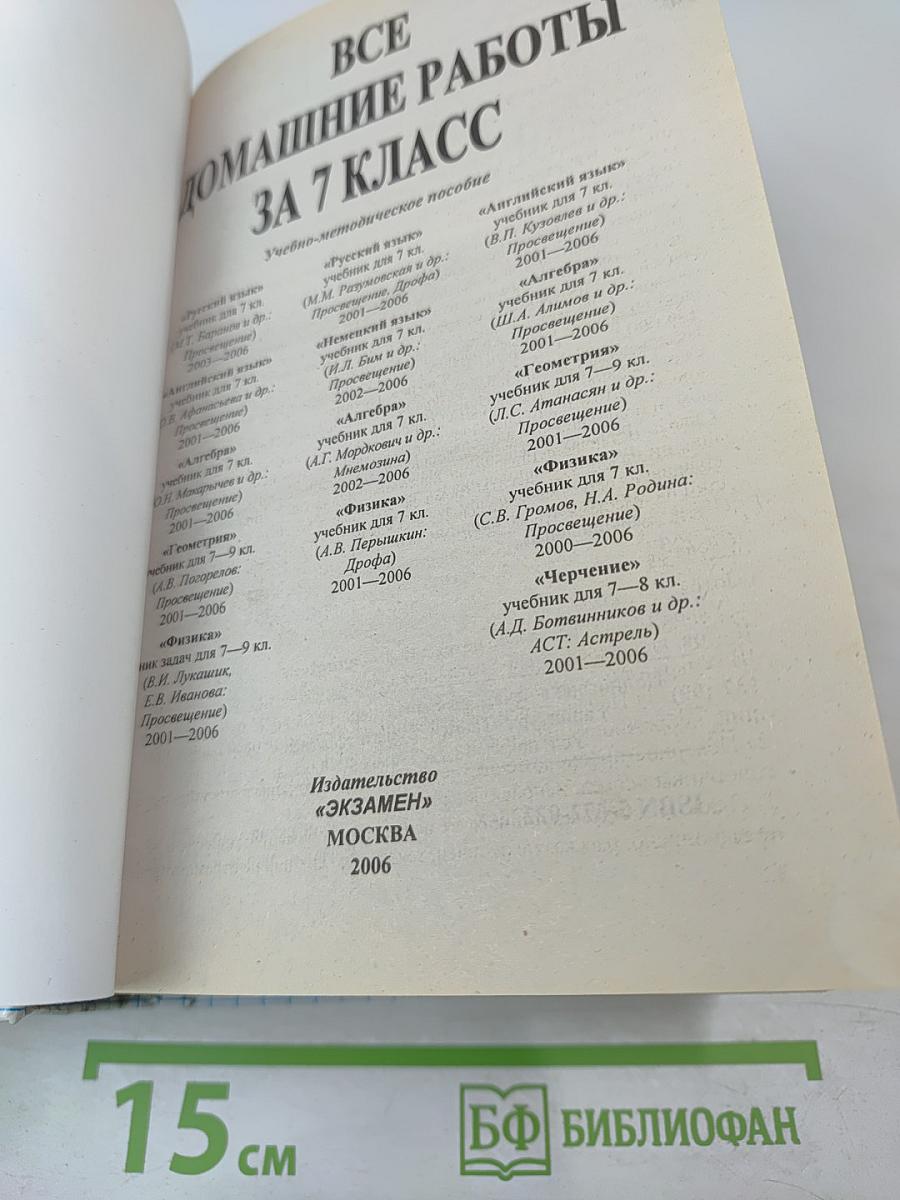 ВСЕ
ДОМАШНИЕ РАБОТЫ
ЗА 7 КЛАСС
Учебно-методическое пособие
«Русский язык»
учебник для 7 кл.
(М.Т. Баранов и др.:
Просвещение)
2003—2006
«Английский язык»
учебник для 7 кл.
О.В. Афанасьева и др.:
Просвещение)
2001—2006
«Алгебра»
учебник для 7 кл.
Ю.Н. Макарычев и др.:
Просвещение)
2001—2006
«Геометрия»
учебник для 7—9 кл.
(А.В. Погорелов:
Просвещение)
2001—2006
«Физика»
ник задач для 7—9 кл.
(В.И. Лукашик,
Е.В. Иванова:
Просвещение)
2001—2006
«Русский язык»
учебник для 7 кл.
(М.М. Разумовская и др.:
Просвещение, Дрофа)
2001—2006
«Немецкий язык»
учебник для 7 кл.
(И.Л. Бим и др.:
Просвещение)
2002—2006
«Алгебра»
учебник для 7 кл.
(А.Г. Мордкович и др.:
Мнемозина)
2002—2006
«Физика»
учебник для 7 кл.
(А.В. Перышкин:
Дрофа)
2001—2006
«Английский язык»
учебник для 7 кл.
(В.П. Кузовлев и др.:
Просвещение)
2001—2006
«Алгебра»
учебник для 7 кл.
(Ш.А. Алимов и др.:
Просвещение)
2001—2006
«Геометрия»
учебник для 7—9 кл.
(Л.С. Атанасян и др.:
Просвещение)
2001—2006
«Физика»
учебник для 7 кл.
(С.В. Громов, Н.А. Родина:
Просвещение)
2000—2006
«Черчение»
учебник для 7—8 кл.
(А.Д. Ботвинников и др.:
АСТ: Астрель)
2001—2006
Издательство
«ЭКЗАМЕН»
МОСКВА
2006
15 см
БФ БИБЛИОФАН